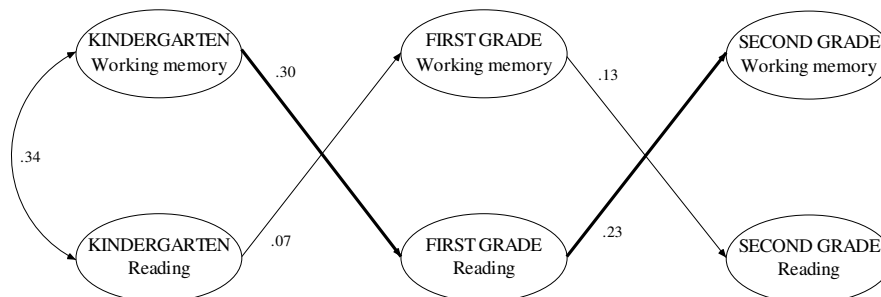 KINDERGARTEN
Working memory
FIRST GRADE
Working memory
SECOND GRADE
Working memory
.30
.13
.34
.07
.23
KINDERGARTEN
Reading
FIRST GRADE
Reading
SECOND GRADE
Reading